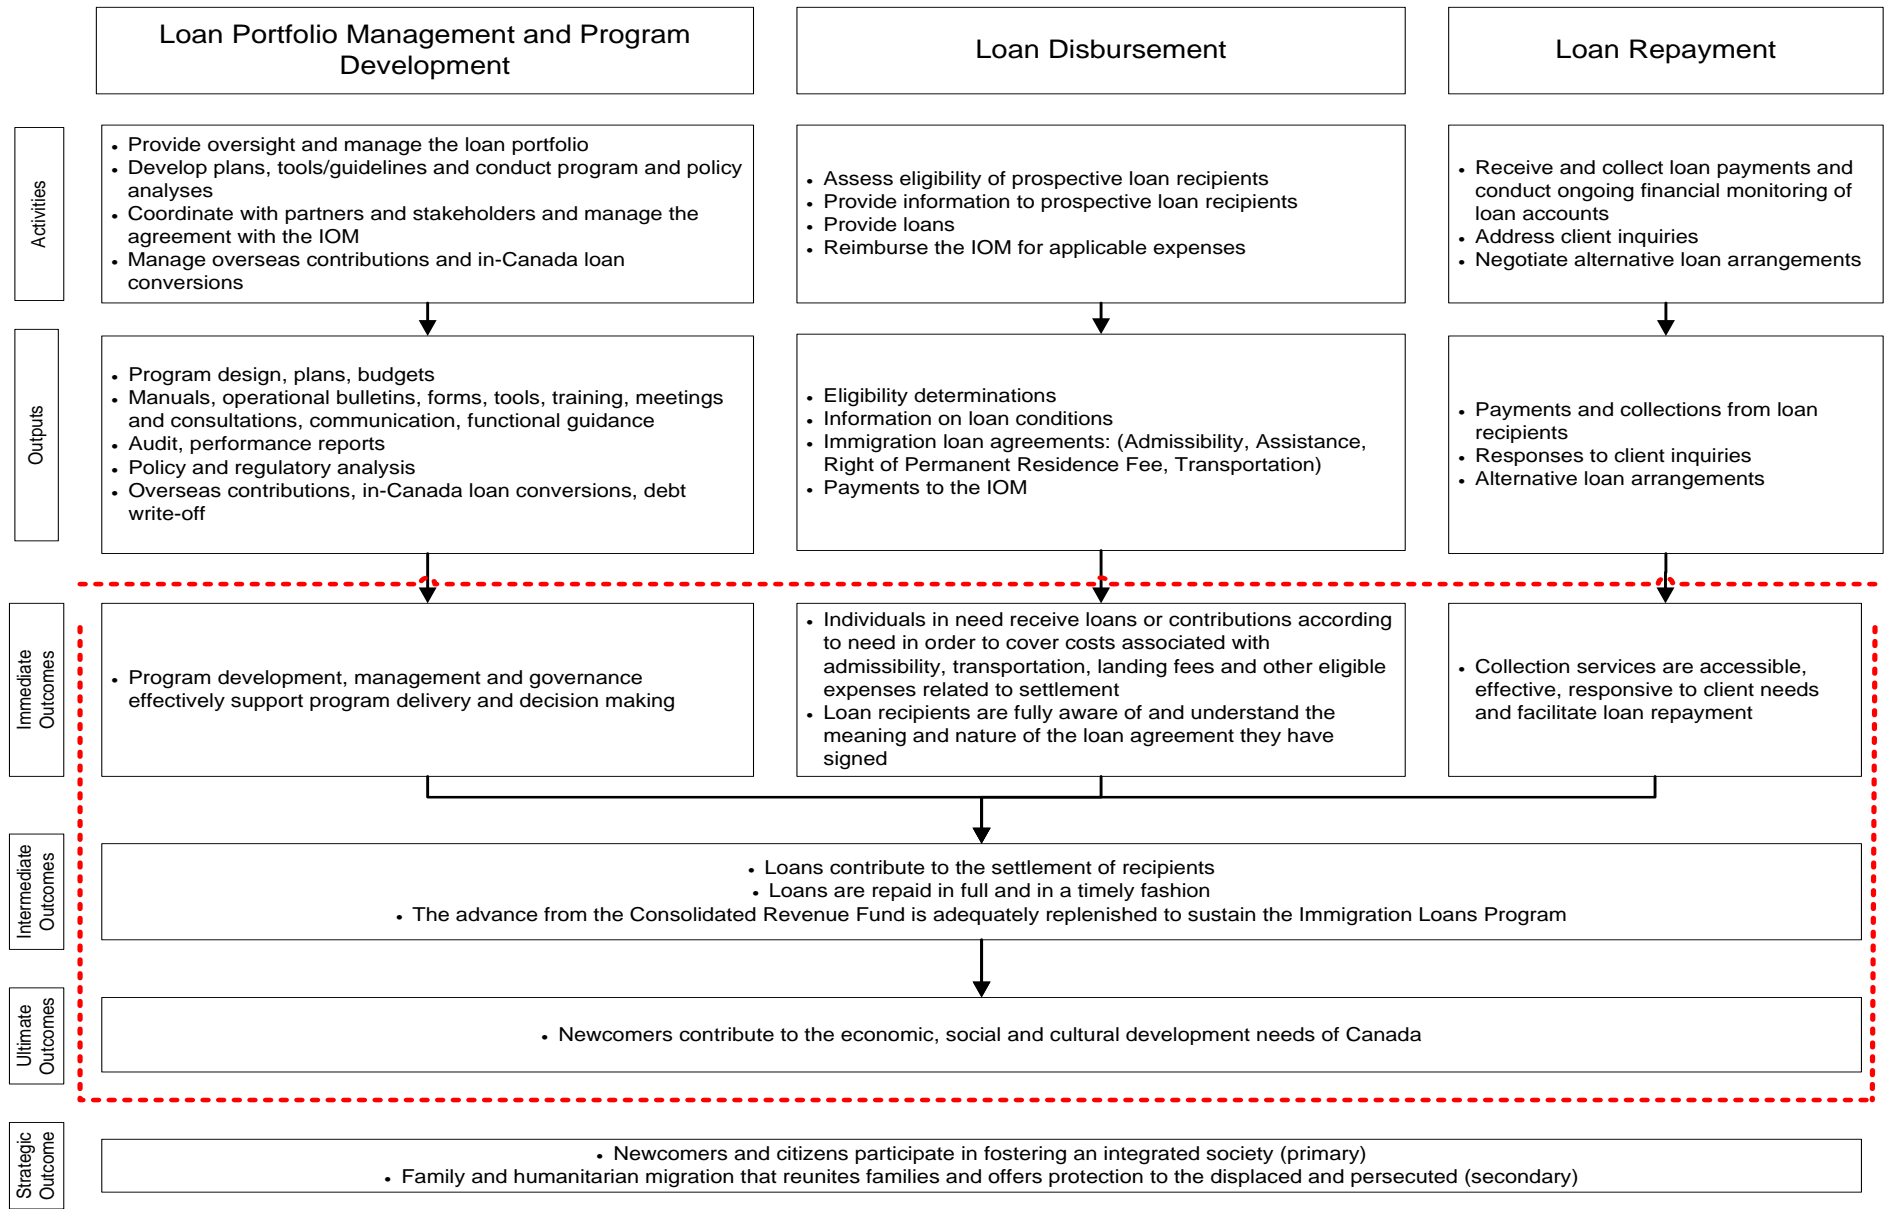 Loan Portfolio Management and Program
Development
Loan Disbursement
Loan Repayment
Activities
• Provide oversight and manage the loan portfolio
• Develop plans, tools/guidelines and conduct program and policy
analyses
• Coordinate with partners and stakeholders and manage the
agreement with the IOM
• Manage overseas contributions and in-Canada loan
conversions
• Assess eligibility of prospective loan recipients
• Provide information to prospective loan recipients
• Provide loans
• Reimburse the IOM for applicable expenses
• Receive and collect loan payments and
conduct ongoing financial monitoring of
loan accounts
• Address client inquiries
• Negotiate alternative loan arrangements
Outputs
• Program design, plans, budgets
• Manuals, operational bulletins, forms, tools, training, meetings
and consultations, communication, functional guidance
• Audit, performance reports
• Policy and regulatory analysis
• Overseas contributions, in-Canada loan conversions, debt
write-off
• Eligibility determinations
• Information on loan conditions
• Immigration loan agreements: (Admissibility, Assistance,
Right of Permanent Residence Fee, Transportation)
• Payments to the IOM
• Payments and collections from loan
recipients
• Responses to client inquiries
• Alternative loan arrangements
Immediate
Outcomes
• Program development, management and governance
effectively support program delivery and decision making
• Individuals in need receive loans or contributions according
to need in order to cover costs associated with
admissibility, transportation, landing fees and other eligible
expenses related to settlement
• Loan recipients are fully aware of and understand the
meaning and nature of the loan agreement they have
signed
• Collection services are accessible,
effective, responsive to client needs
and facilitate loan repayment
Intermediate
Outcomes
• Loans contribute to the settlement of recipients
• Loans are repaid in full and in a timely fashion
• The advance from the Consolidated Revenue Fund is adequately replenished to sustain the Immigration Loans Program
Ultimate
Outcomes
• Newcomers contribute to the economic, social and cultural development needs of Canada
Strategic
Outcome
• Newcomers and citizens participate in fostering an integrated society (primary)
• Family and humanitarian migration that reunites families and offers protection to the displaced and persecuted (secondary)